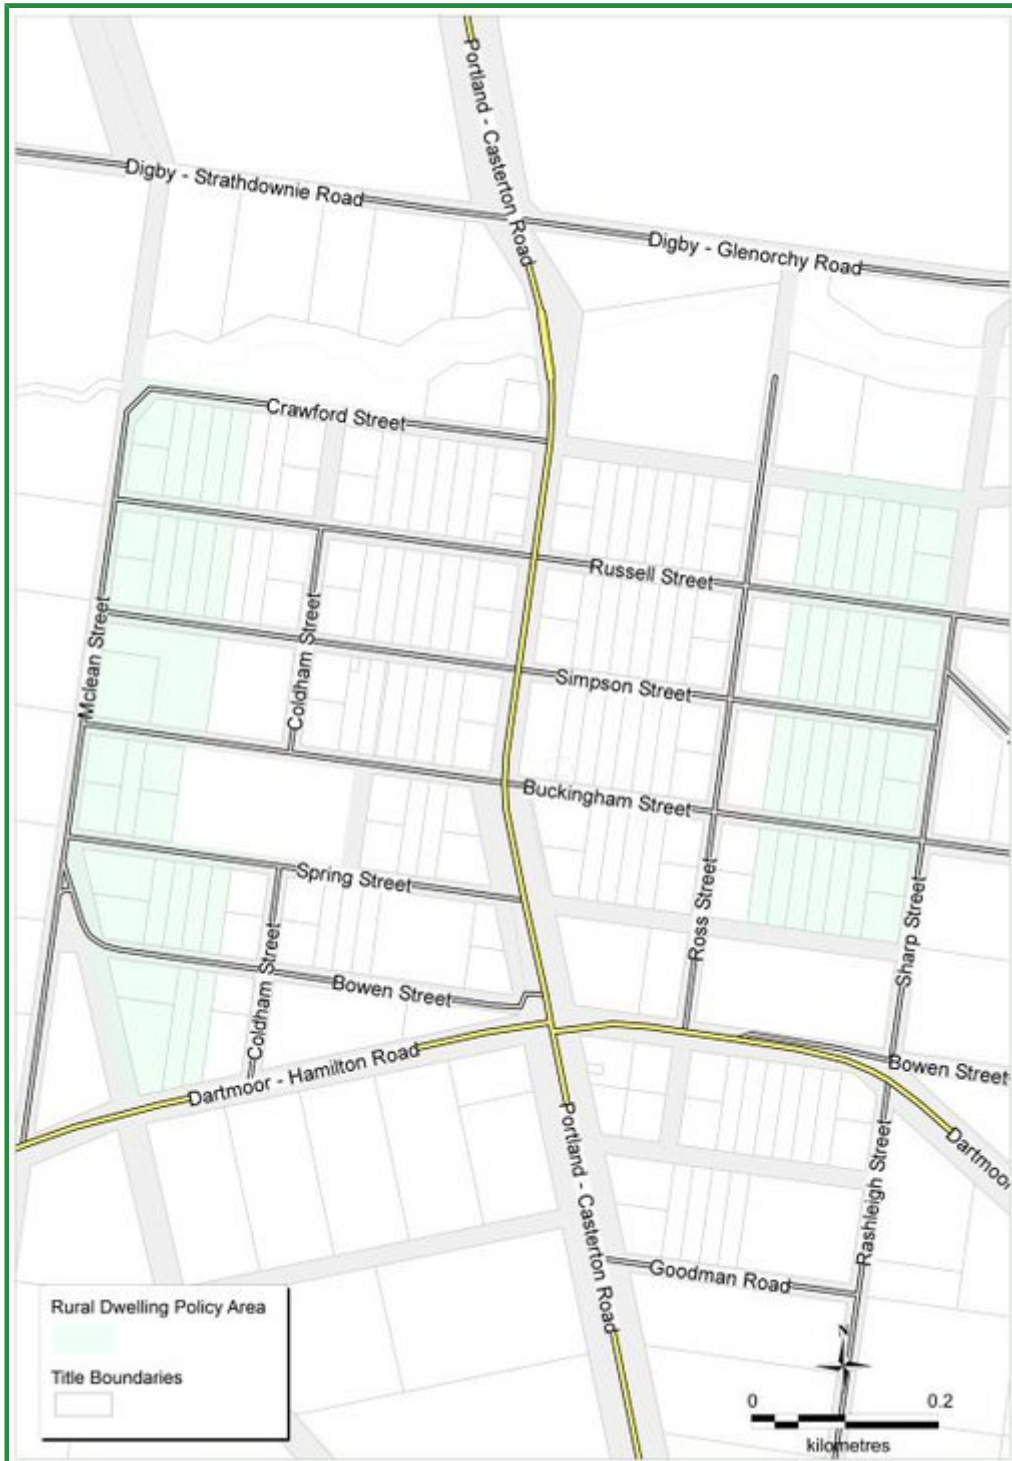 Portland - Casterton Road
Digby - Strathdownie Road
Digby - Glenorchy Road
Crawford Street
Russell Street
Mclean Street
Coldham Street
Simpson Street
Buckingham Street
Spring Street
Ross Street
Sharp Street
Coldham Street
Bowen Street
Dartmoor - Hamilton Road
Bowen Street
Dartmoor
Portland - Casterton Road
Rashleigh Street
Goodman Road
Rural Dwelling Policy Area
Title Boundaries
N
0 0.2
kilometres